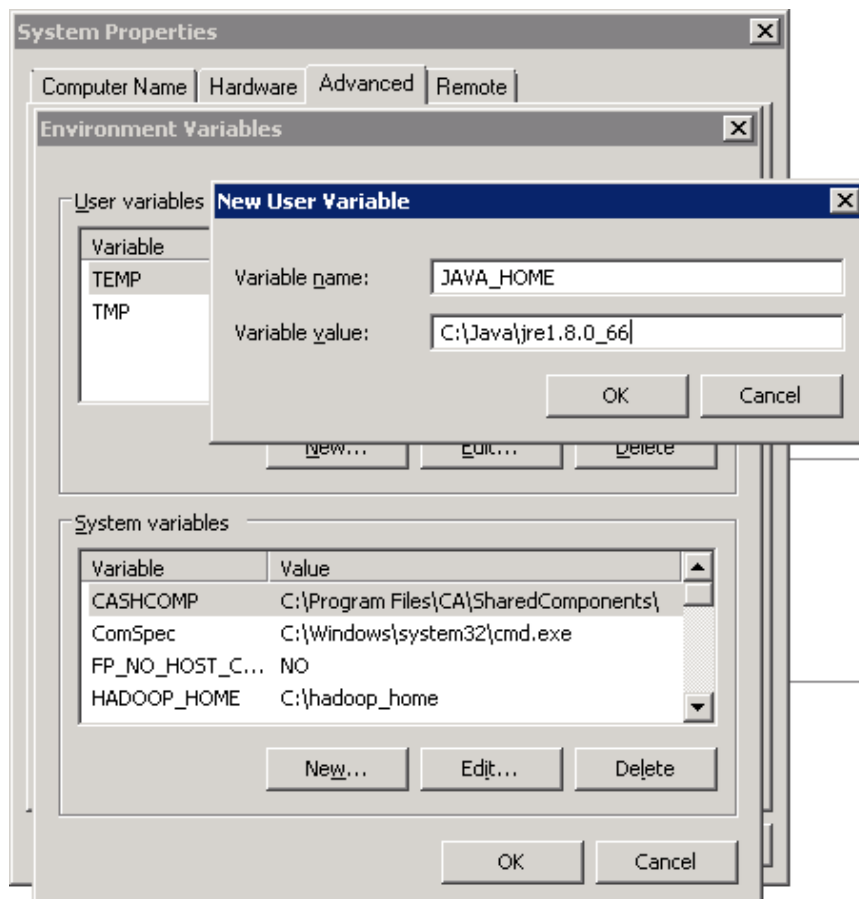 System Properties
Computer Name Hardware Advanced Remote
Environment Variables
User variables
New User Variable
Variable
TEMP
TMP
Variable name: JAVA_HOME
Variable value: C:\Java\jre1.8.0_66
OK Cancel
New... Edit... Delete
System variables
Variable Value
CASHCOMP C:\Program Files\CA\SharedComponents\
ComSpec C:\Windows\system32\cmd.exe
FP_NO_HOST_C... NO
HADOOP_HOME C:\hadoop_home
New... Edit... Delete
OK Cancel